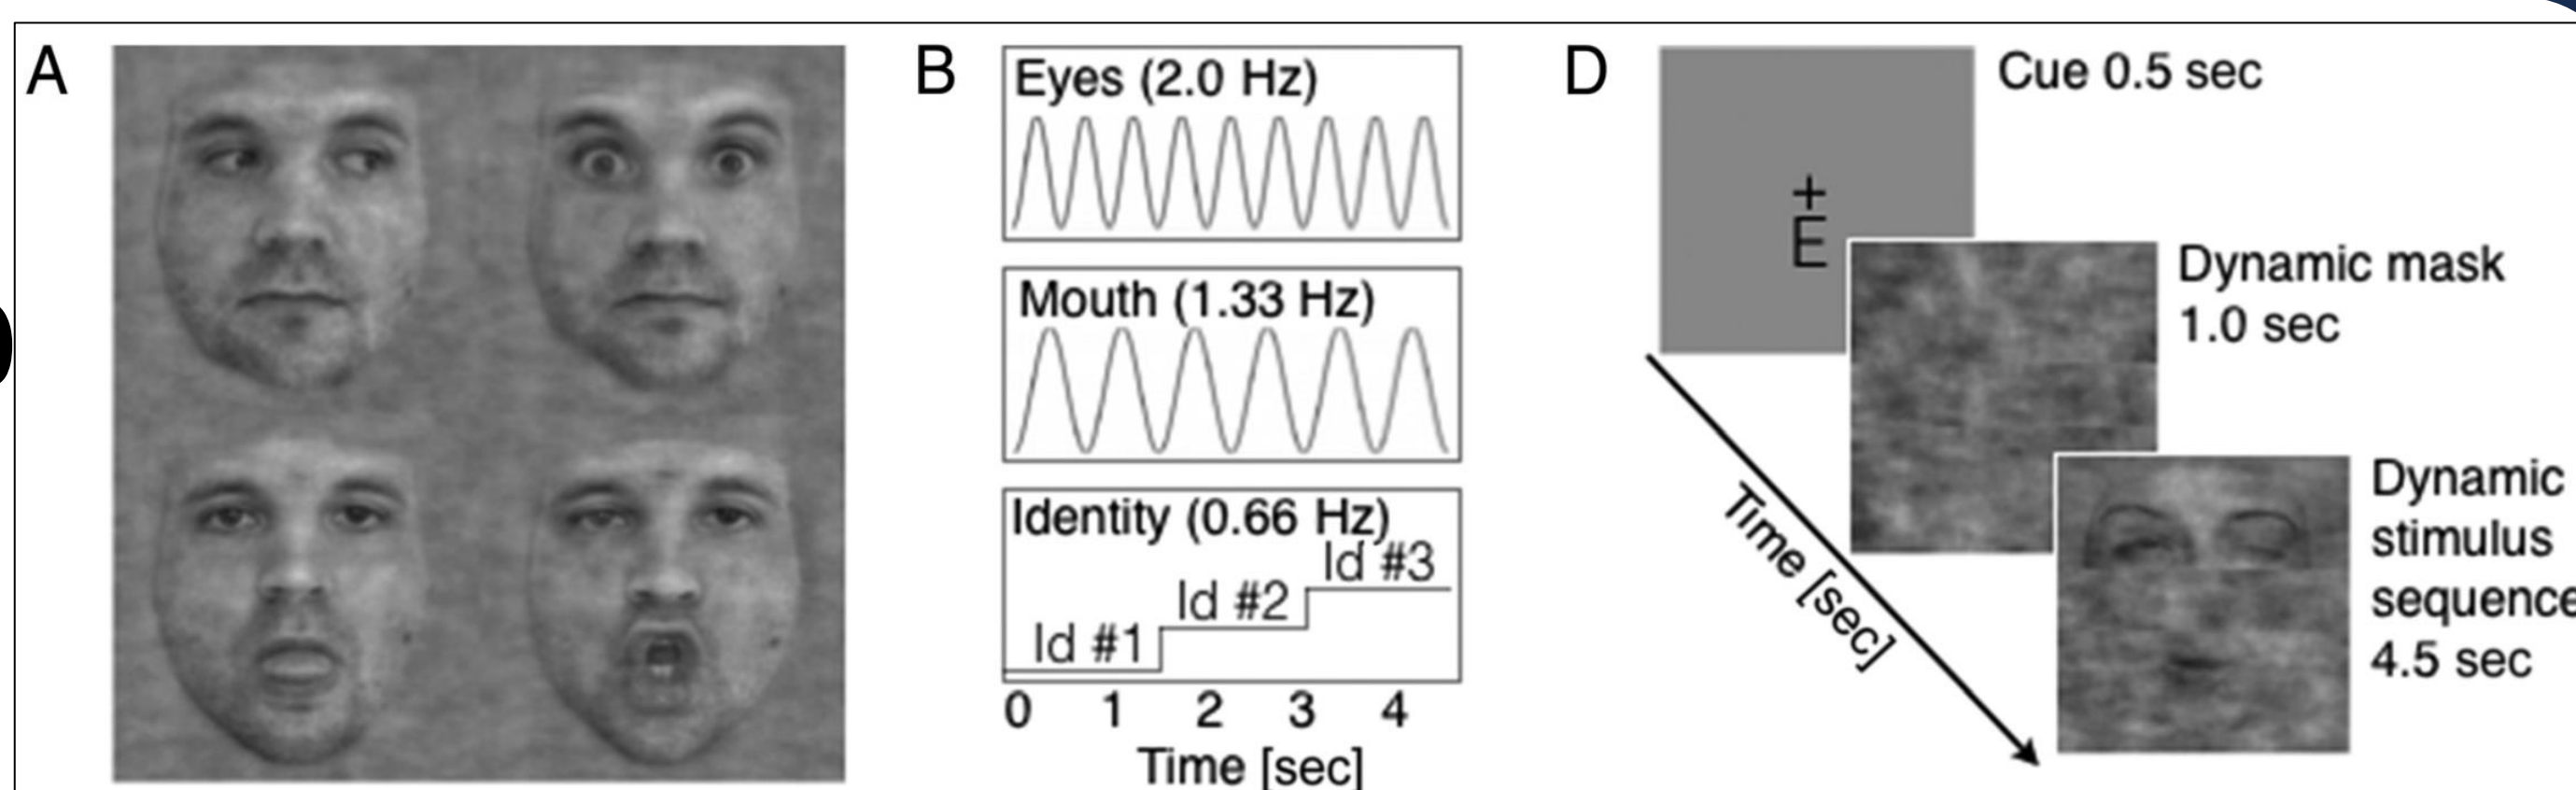 A
B
Eyes (2.0 Hz)
Mouth (1.33 Hz)
Identity (0.66 Hz)
Id #1
Id #2
Id #3
0 1 2 3 4
Time [sec]
D
Cue 0.5 sec
+
E
Dynamic mask
1.0 sec
Dynamic
stimulus
sequence
4.5 sec
Time [sec]